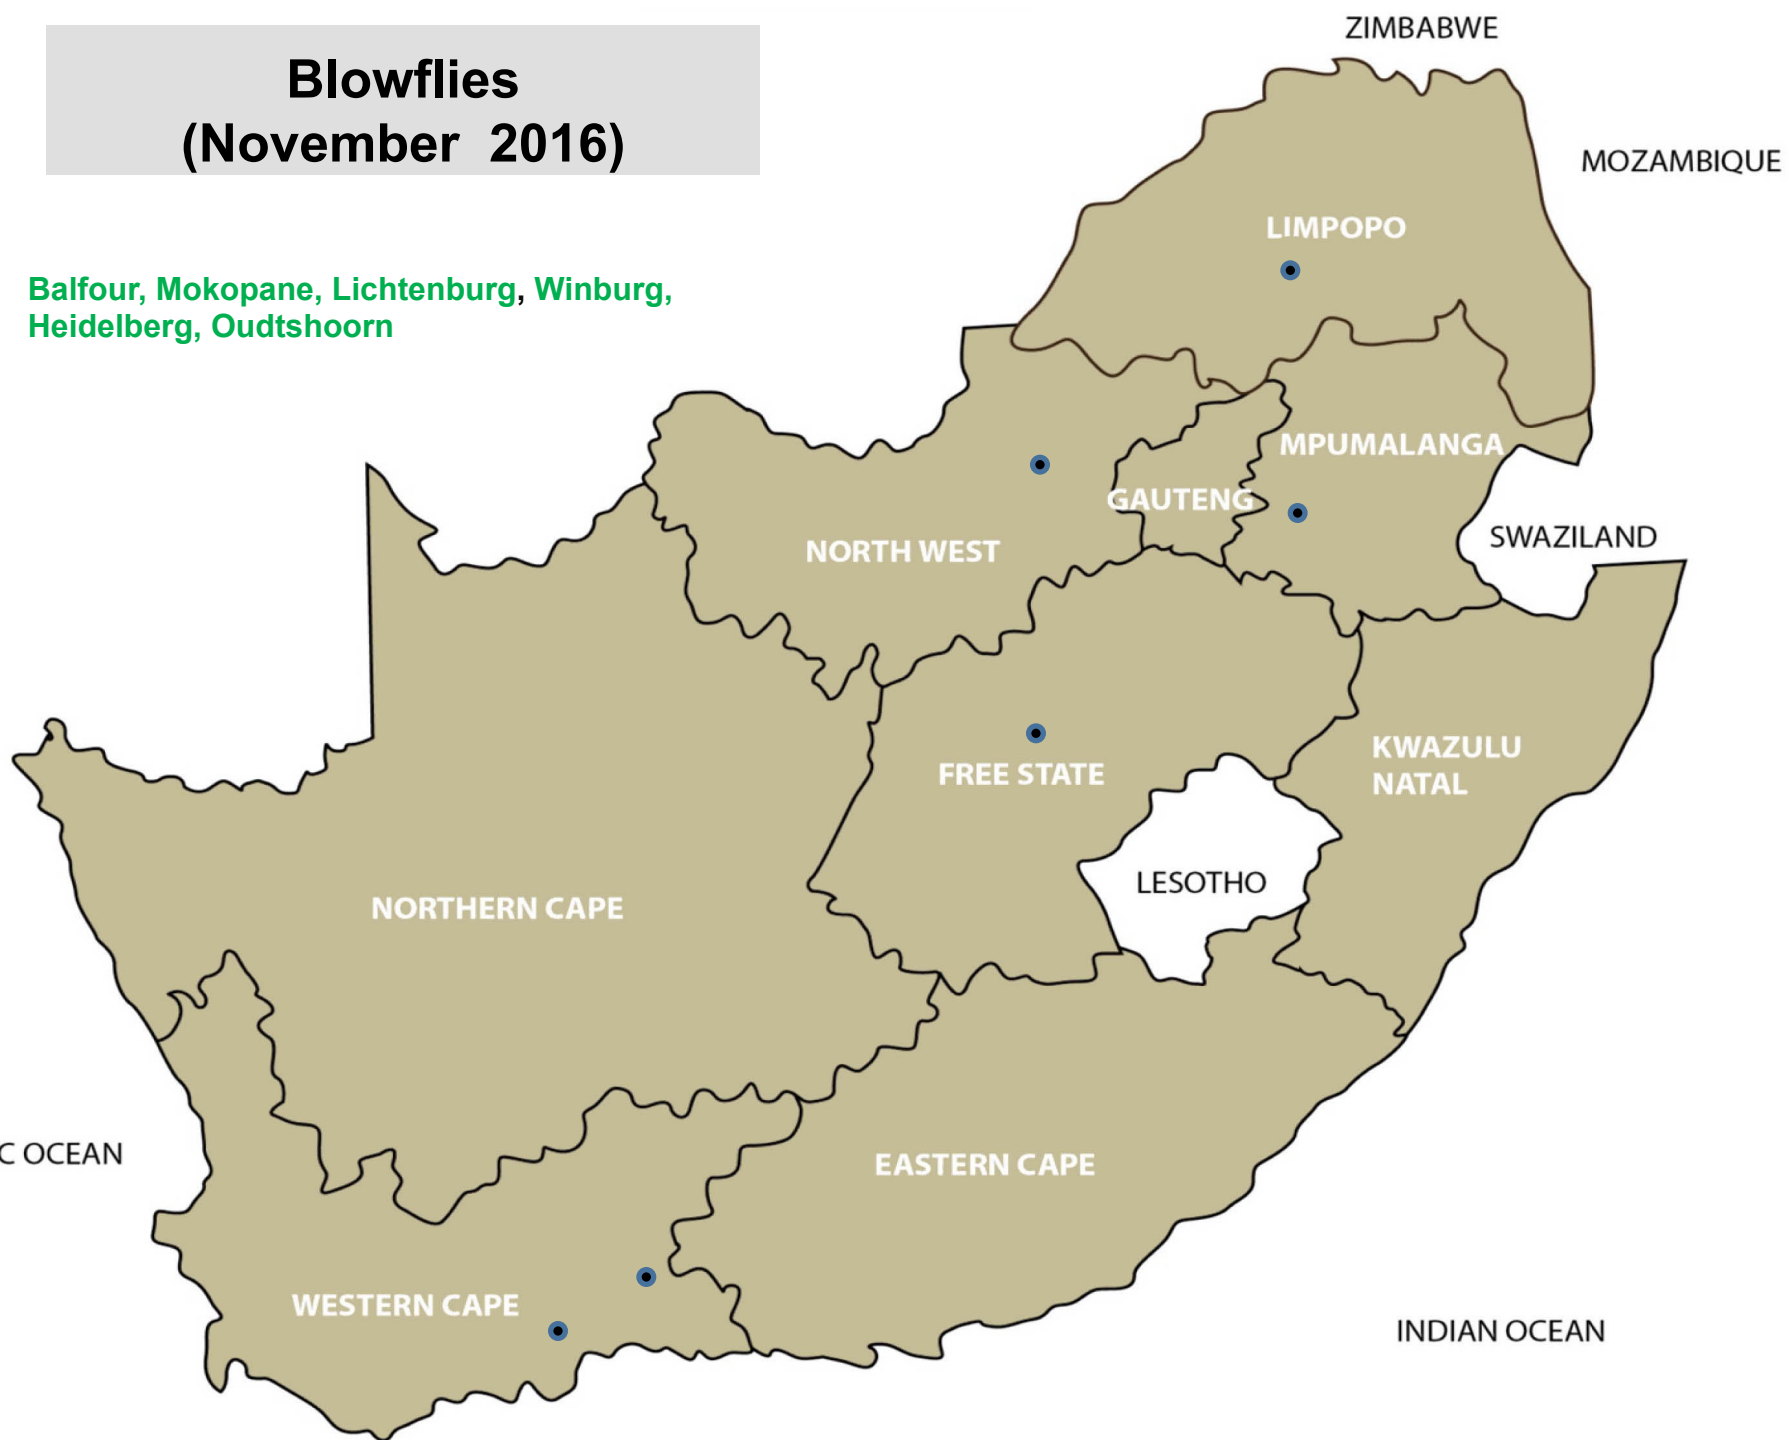 Blowflies
(November 2016)
Balfour, Mokopane, Lichtenburg, Winburg,
Heidelberg, Oudtshoorn
ZIMBABWE
MOZAMBIQUE
LIMPOPO
MPUMALANGA
GAUTENG
SWAZILAND
NORTH WEST
KWAZULU
NATAL
FREE STATE
LESOTHO
NORTHERN CAPE
C OCEAN
EASTERN CAPE
WESTERN CAPE
INDIAN OCEAN